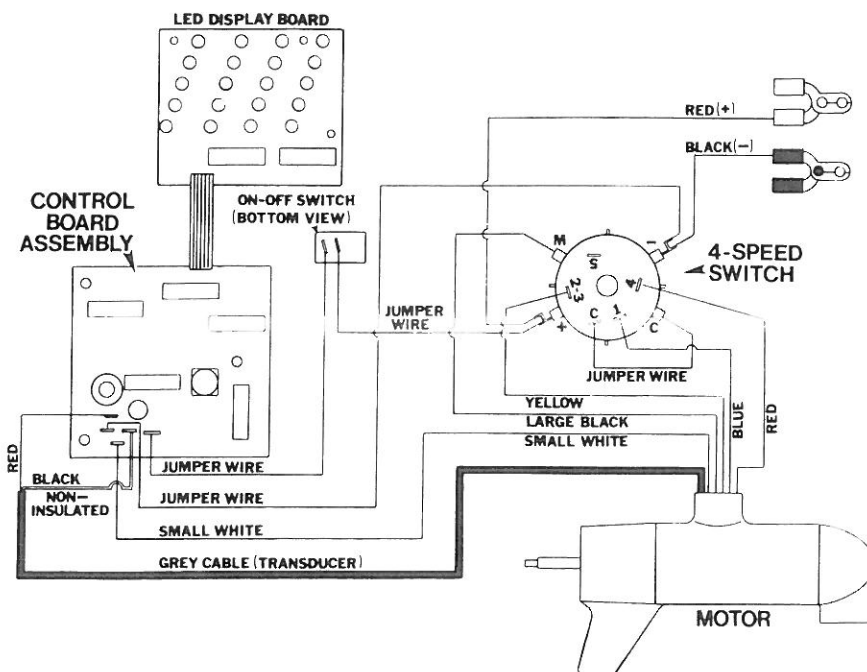 LED DISPLAY BOARD
RED (+)
BLACK (−)
CONTROL
BOARD
ASSEMBLY
ON-OFF SWITCH
(BOTTOM VIEW)
4-SPEED
SWITCH
M
−
5
2-3
4
C
1
+
C
JUMPER
WIRE
JUMPER WIRE
YELLOW
LARGE BLACK
SMALL WHITE
BLUE
RED
RED
BLACK
NON-
INSULATED
JUMPER WIRE
JUMPER WIRE
SMALL WHITE
GREY CABLE (TRANSDUCER)
MOTOR